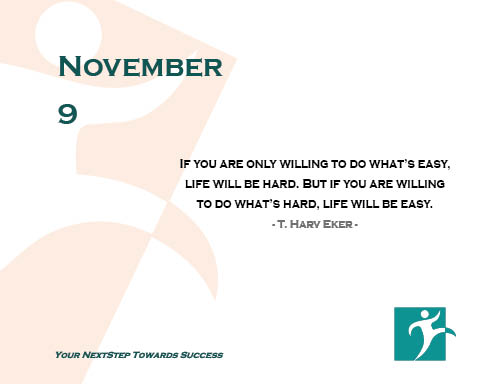 November
9
If you are only willing to do what's easy,
life will be hard. But if you are willing
to do what's hard, life will be easy.
- T. Harv Eker -
Your NextStep Towards Success